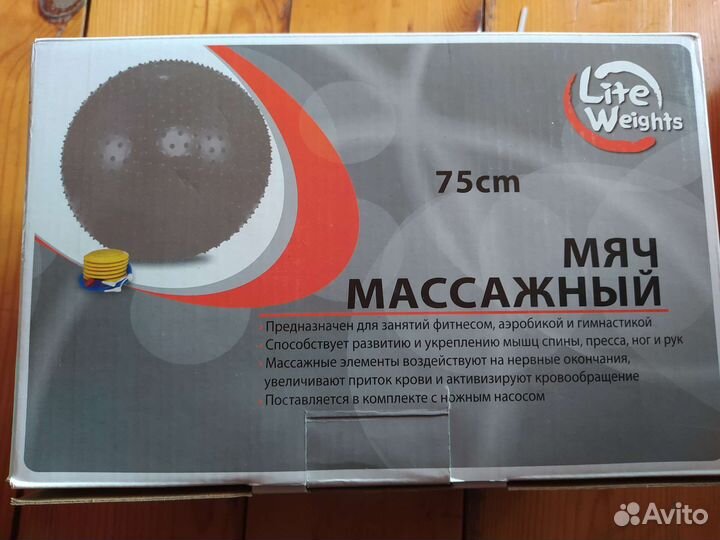 Lite
Weights
75cm
МЯЧ
МАССАЖНЫЙ
Предназначен для занятий фитнесом, аэробикой и гимнастикой
Способствует развитию и укреплению мышц спины, пресса, ног и рук
Массажные элементы воздействуют на нервные окончания,
увеличивают приток крови и активизируют кровообращение
Поставляется в комплекте с ножным насосом
Avito